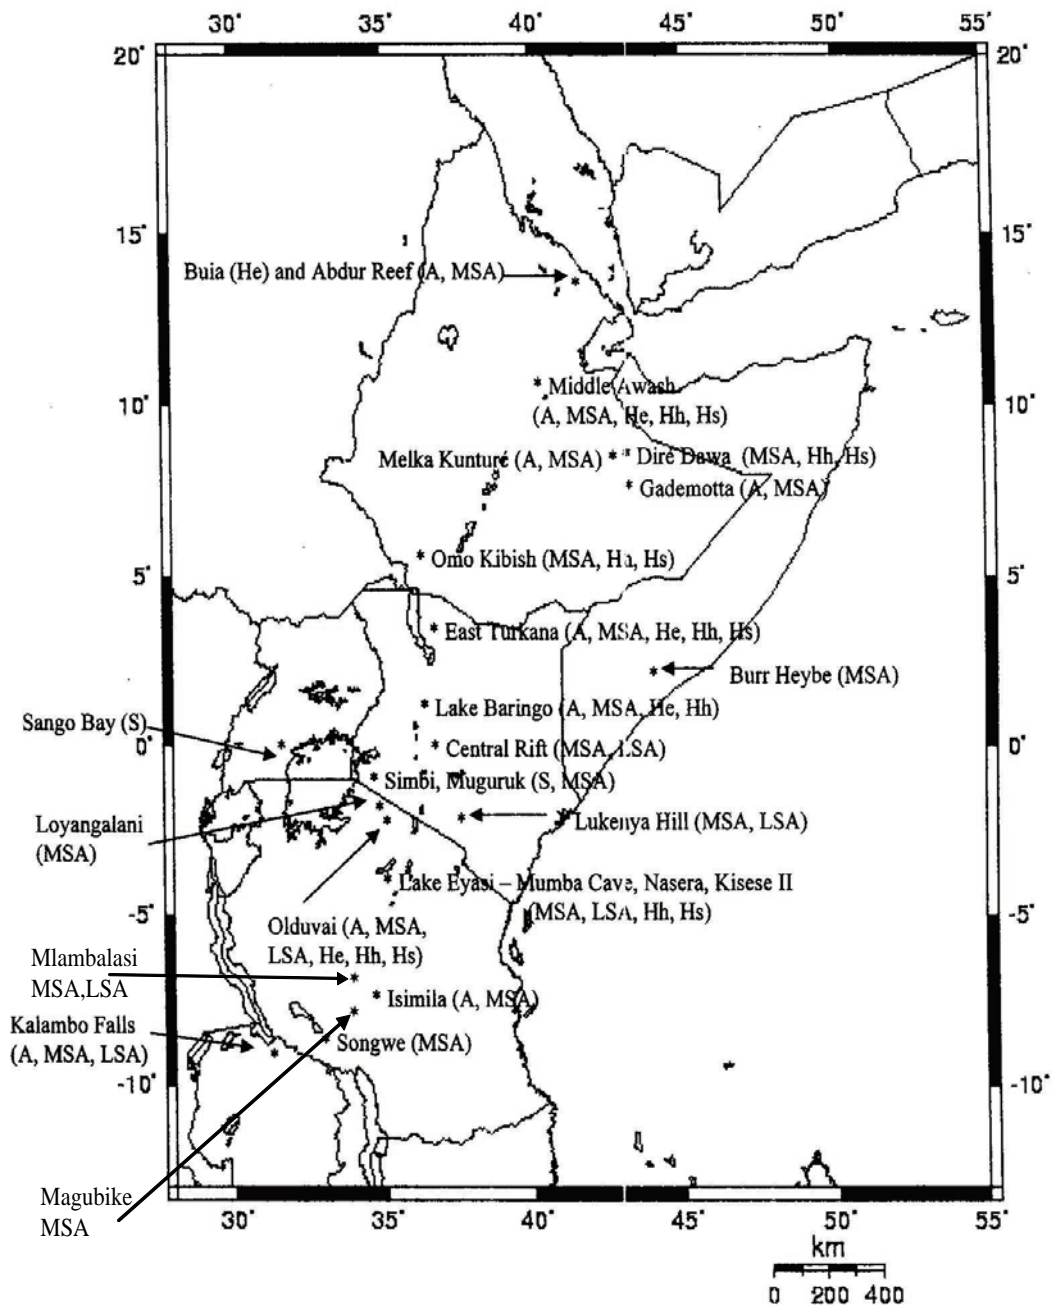 30° 35° 40° 45° 50° 55°
20° 20°
15° 15°
Buia (He) and Abdur Reef (A, MSA)
10° 10°
Middle Awash
(A, MSA, He, Hh, Hs)
Melka Kunturé (A, MSA)
Dire Dawa (MSA, Hh, Hs)
Gademotta (A, MSA)
Omo Kibish (MSA, Hh, Hs)
5° 5°
East Turkana (A, MSA, He, Hh, Hs)
Burr Heybe (MSA)
Lake Baringo (A, MSA, He, Hh)
Sango Bay (S)
0° 0°
Central Rift (MSA, LSA)
Simbi, Muguruk (S, MSA)
Loyangalani
(MSA)
Lukenya Hill (MSA, LSA)
Lake Eyasi – Mumba Cave, Nasera, Kisese II
(MSA, LSA, Hh, Hs)
-5° -5°
Olduvai (A, MSA,
LSA, He, Hh, Hs)
Mlambalasi
MSA,LSA
Isimila (A, MSA)
Kalambo Falls
(A, MSA, LSA)
Songwe (MSA)
-10° -10°
Magubike
MSA
30° 35° 40° 45° 50° 55°
km
0 200 400